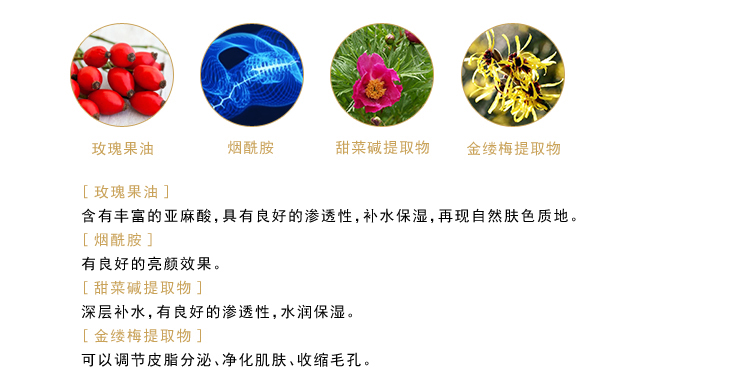 玫瑰果油 烟酰胺 甜菜碱提取物 金缕梅提取物
[ 玫瑰果油 ]
含有丰富的亚麻酸，具有良好的渗透性，补水保湿，再现自然肤色质地。
[ 烟酰胺 ]
有良好的亮颜效果。
[ 甜菜碱提取物 ]
深层补水，有良好的渗透性，水润保湿。
[ 金缕梅提取物 ]
可以调节皮脂分泌、净化肌肤、收缩毛孔。